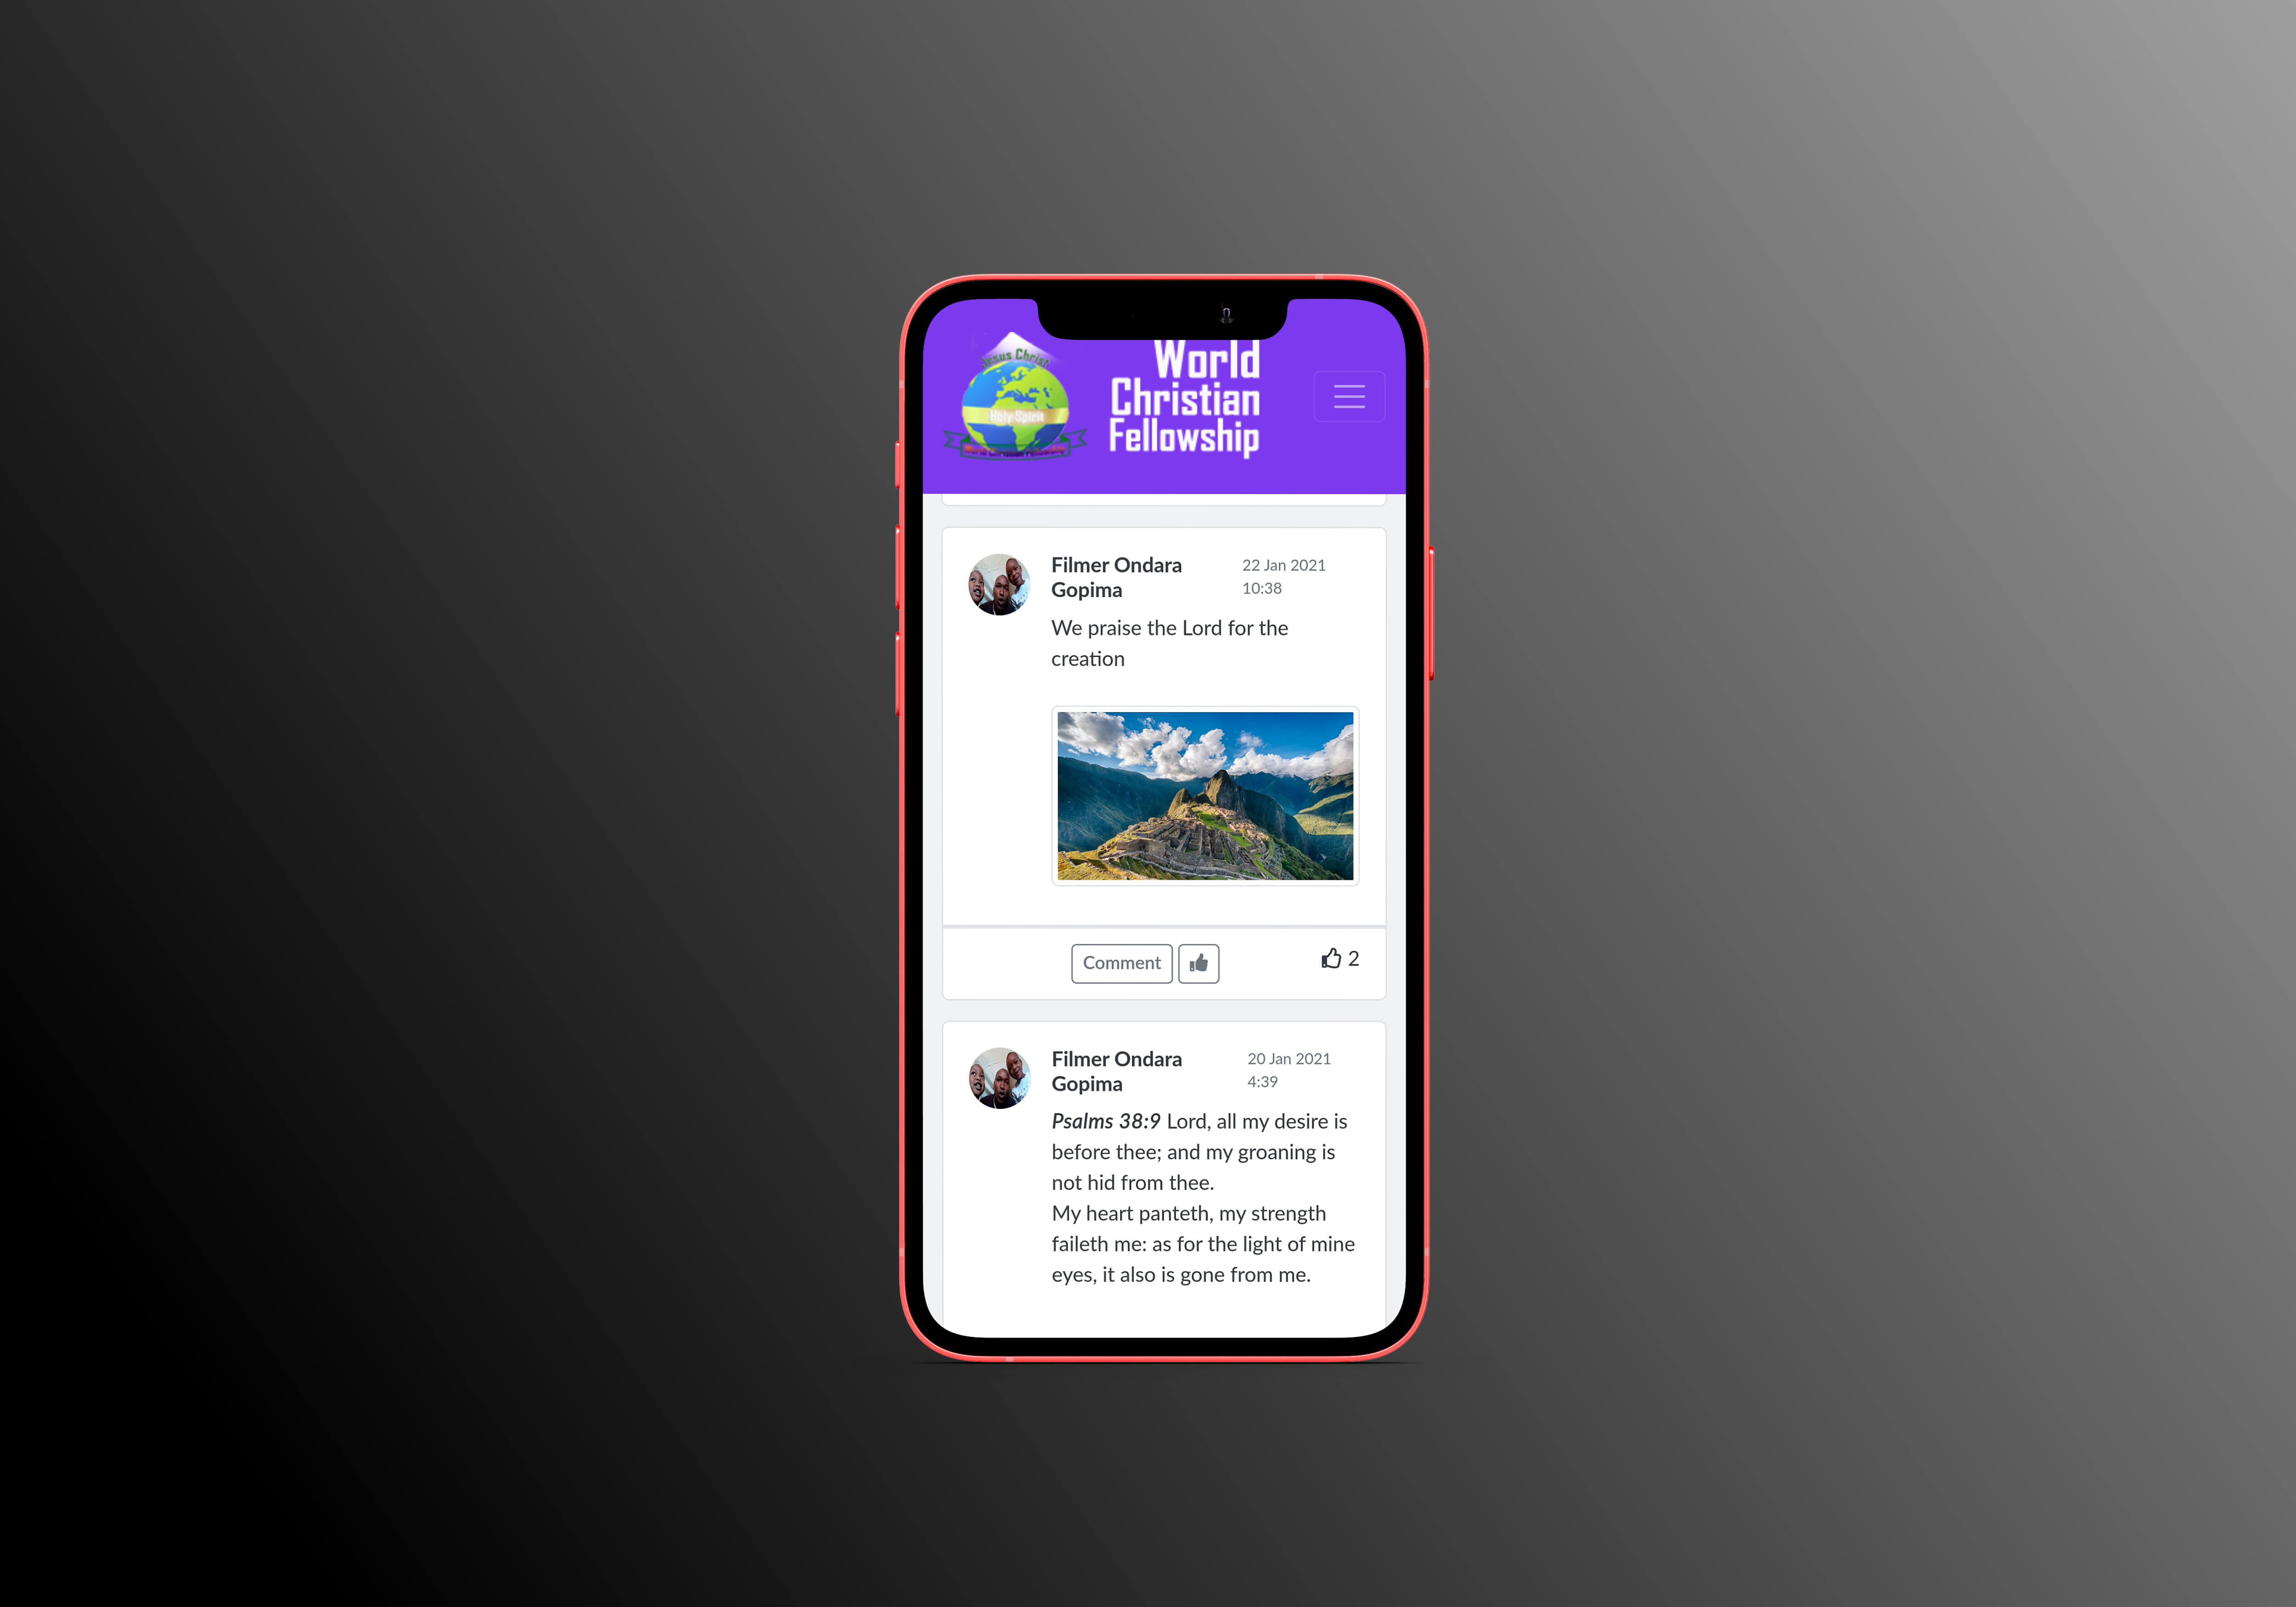 Jesus Christ
Holy Spirit
World
Christian
Fellowship
Filmer Ondara
Gopima
22 Jan 2021
10:38
We praise the Lord for the
creation
Comment
2
Filmer Ondara
Gopima
20 Jan 2021
4:39
Psalms 38:9 Lord, all my desire is
before thee; and my groaning is
not hid from thee.
My heart panteth, my strength
faileth me: as for the light of mine
eyes, it also is gone from me.